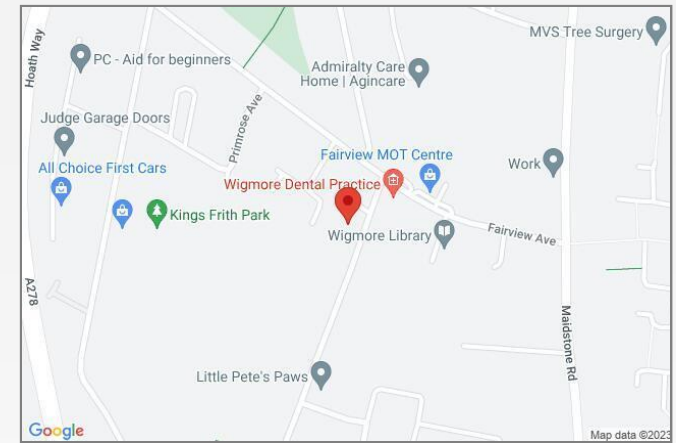 MVS Tree Surgery
Hoath Way
PC - Aid for beginners
Admiralty Care
Home | Agincare
Judge Garage Doors
Primrose Ave
Fairview MOT Centre
Work
All Choice First Cars
Wigmore Dental Practice
Kings Frith Park
Wigmore Library
Fairview Ave
A278
Maidstone Rd
Little Pete's Paws
Google
Map data ©2023